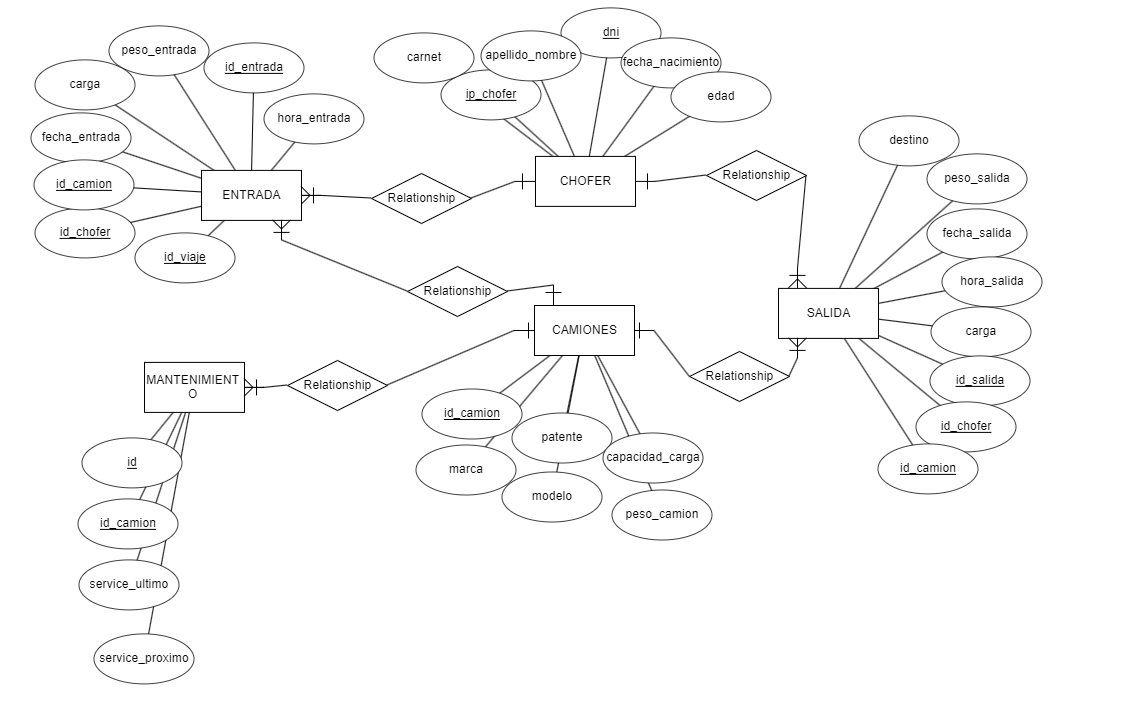 peso_entrada
id_entrada
carga
hora_entrada
fecha_entrada
id_camion
id_chofer
id_viaje
ENTRADA
Relationship
carnet
apellido_nombre
dni
fecha_nacimiento
ip_chofer
edad
CHOFER
Relationship
destino
peso_salida
fecha_salida
hora_salida
carga
id_salida
id_chofer
id_camion
SALIDA
Relationship
CAMIONES
Relationship
MANTENIMIENT
O
Relationship
id_camion
marca
patente
modelo
capacidad_carga
peso_camion
id
id_camion
service_ultimo
service_proximo